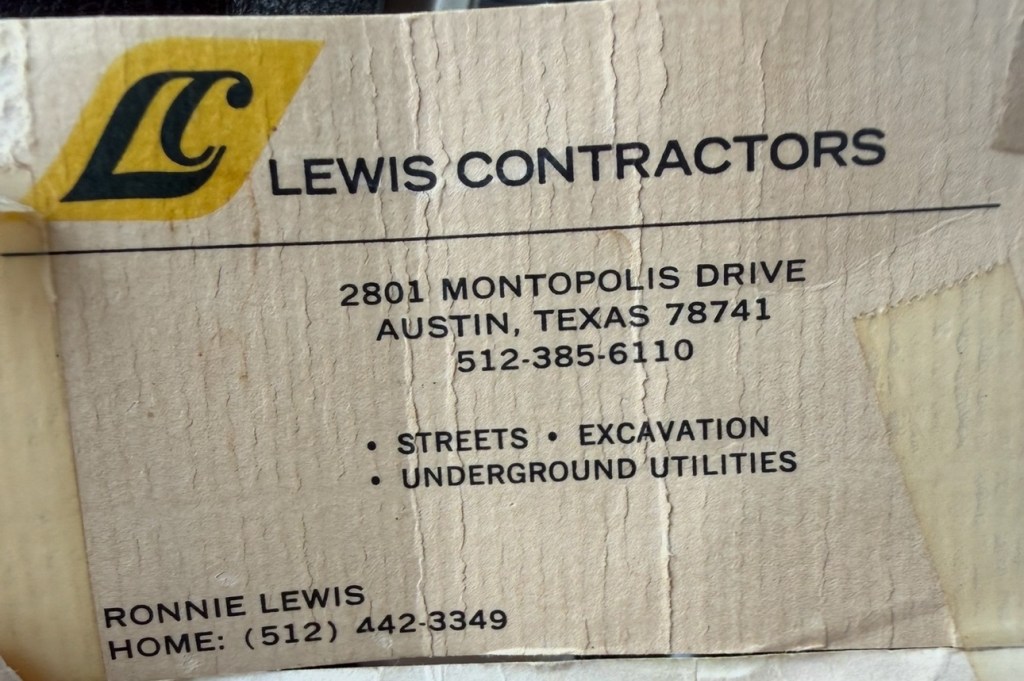 LC
LEWIS CONTRACTORS
2801 MONTOPOLIS DRIVE
AUSTIN, TEXAS 78741
512-385-6110
• STREETS • EXCAVATION
• UNDERGROUND UTILITIES
RONNIE LEWIS
HOME: (512) 442-3349